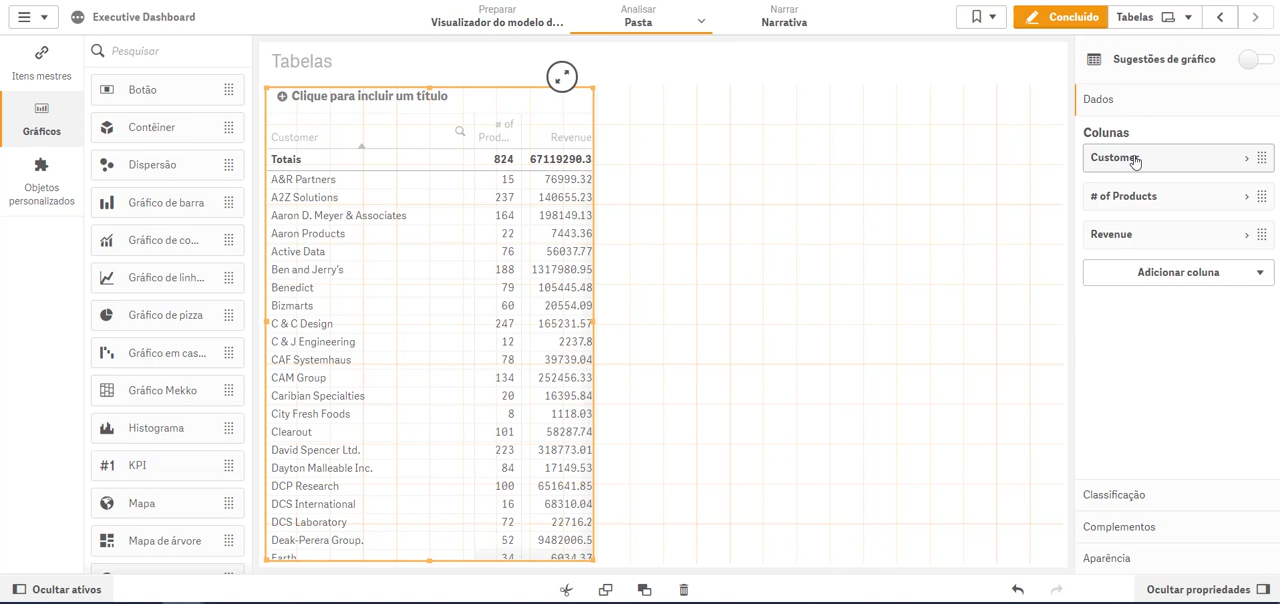 Executive Dashboard
Preparar
Visualizador do modelo d...
Analisar
Pasta
Narrar
Narrativa
Concluído
Tabelas
Itens mestres
Gráficos
Objetos
personalizados
Pesquisar
Botão
Contêiner
Dispersão
Gráfico de barra
Gráfico de co...
Gráfico de linh...
Gráfico de pizza
Gráfico em cas...
Gráfico Mekko
Histograma
#1 KPI
Mapa
Mapa de árvore
Tabelas
Clique para incluir um título
Customer # of Prod... Revenue
Totais 824 67119290.3
A&R Partners 15 76999.32
A2Z Solutions 237 140655.23
Aaron D. Meyer & Associates 164 198149.13
Aaron Products 22 7443.36
Active Data 76 56037.77
Ben and Jerry's 188 1317980.95
Benedict 79 105445.48
Bizmarts 60 20554.09
C & C Design 247 165231.57
C & J Engineering 12 2237.8
CAF Systemhaus 78 39739.04
CAM Group 134 252456.33
Caribian Specialties 20 16395.84
City Fresh Foods 8 1118.03
Clearout 101 58287.74
David Spencer Ltd. 223 318773.01
Dayton Malleable Inc. 84 17149.53
DCP Research 100 651641.85
DCS International 16 68310.04
DCS Laboratory 72 22716.2
Deak-Perera Group. 52 9482006.5
Earth 34 6034.37
Sugestões de gráfico
Dados
Colunas
Customer
# of Products
Revenue
Adicionar coluna
Classificação
Complementos
Aparência
Ocultar ativos
Ocultar propriedades